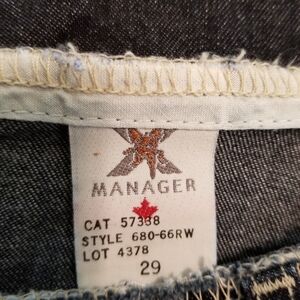 MANAGER
CAT 57338
STYLE 680-66RW
LOT 4378
29